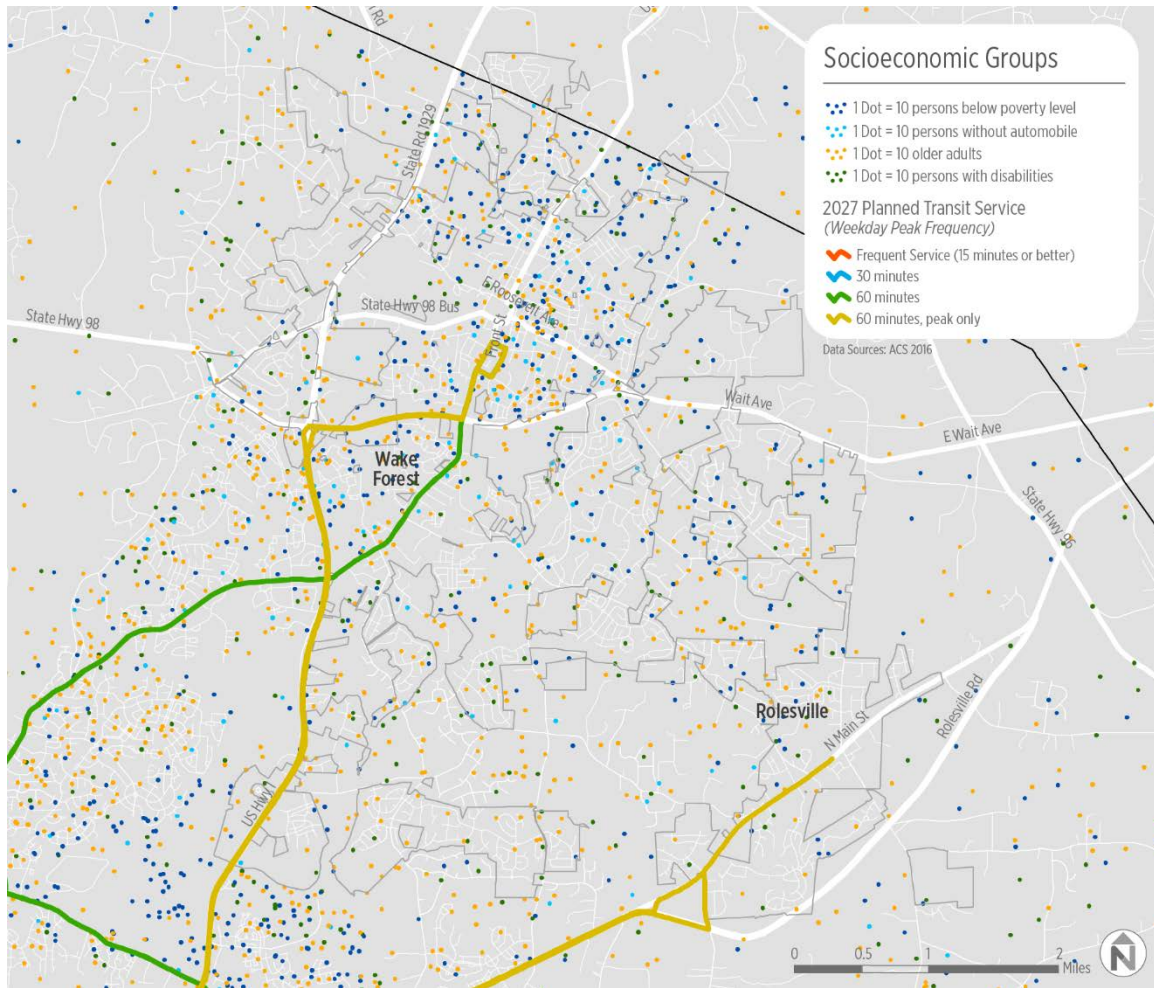 Rd
State Rd 1929
State Hwy 98
State Hwy 98 Bus
E Roosevelt Ave
Front St
Wait Ave
E Wait Ave
State Hwy 96
Wake
Forest
Rolesville
N Main St
Rolesville Rd
US Hwy 1
Socioeconomic Groups
1 Dot = 10 persons below poverty level
1 Dot = 10 persons without automobile
1 Dot = 10 older adults
1 Dot = 10 persons with disabilities
2027 Planned Transit Service
(Weekday Peak Frequency)
Frequent Service (15 minutes or better)
30 minutes
60 minutes
60 minutes, peak only
Data Sources: ACS 2016
0 0.5 1 2
Miles
N